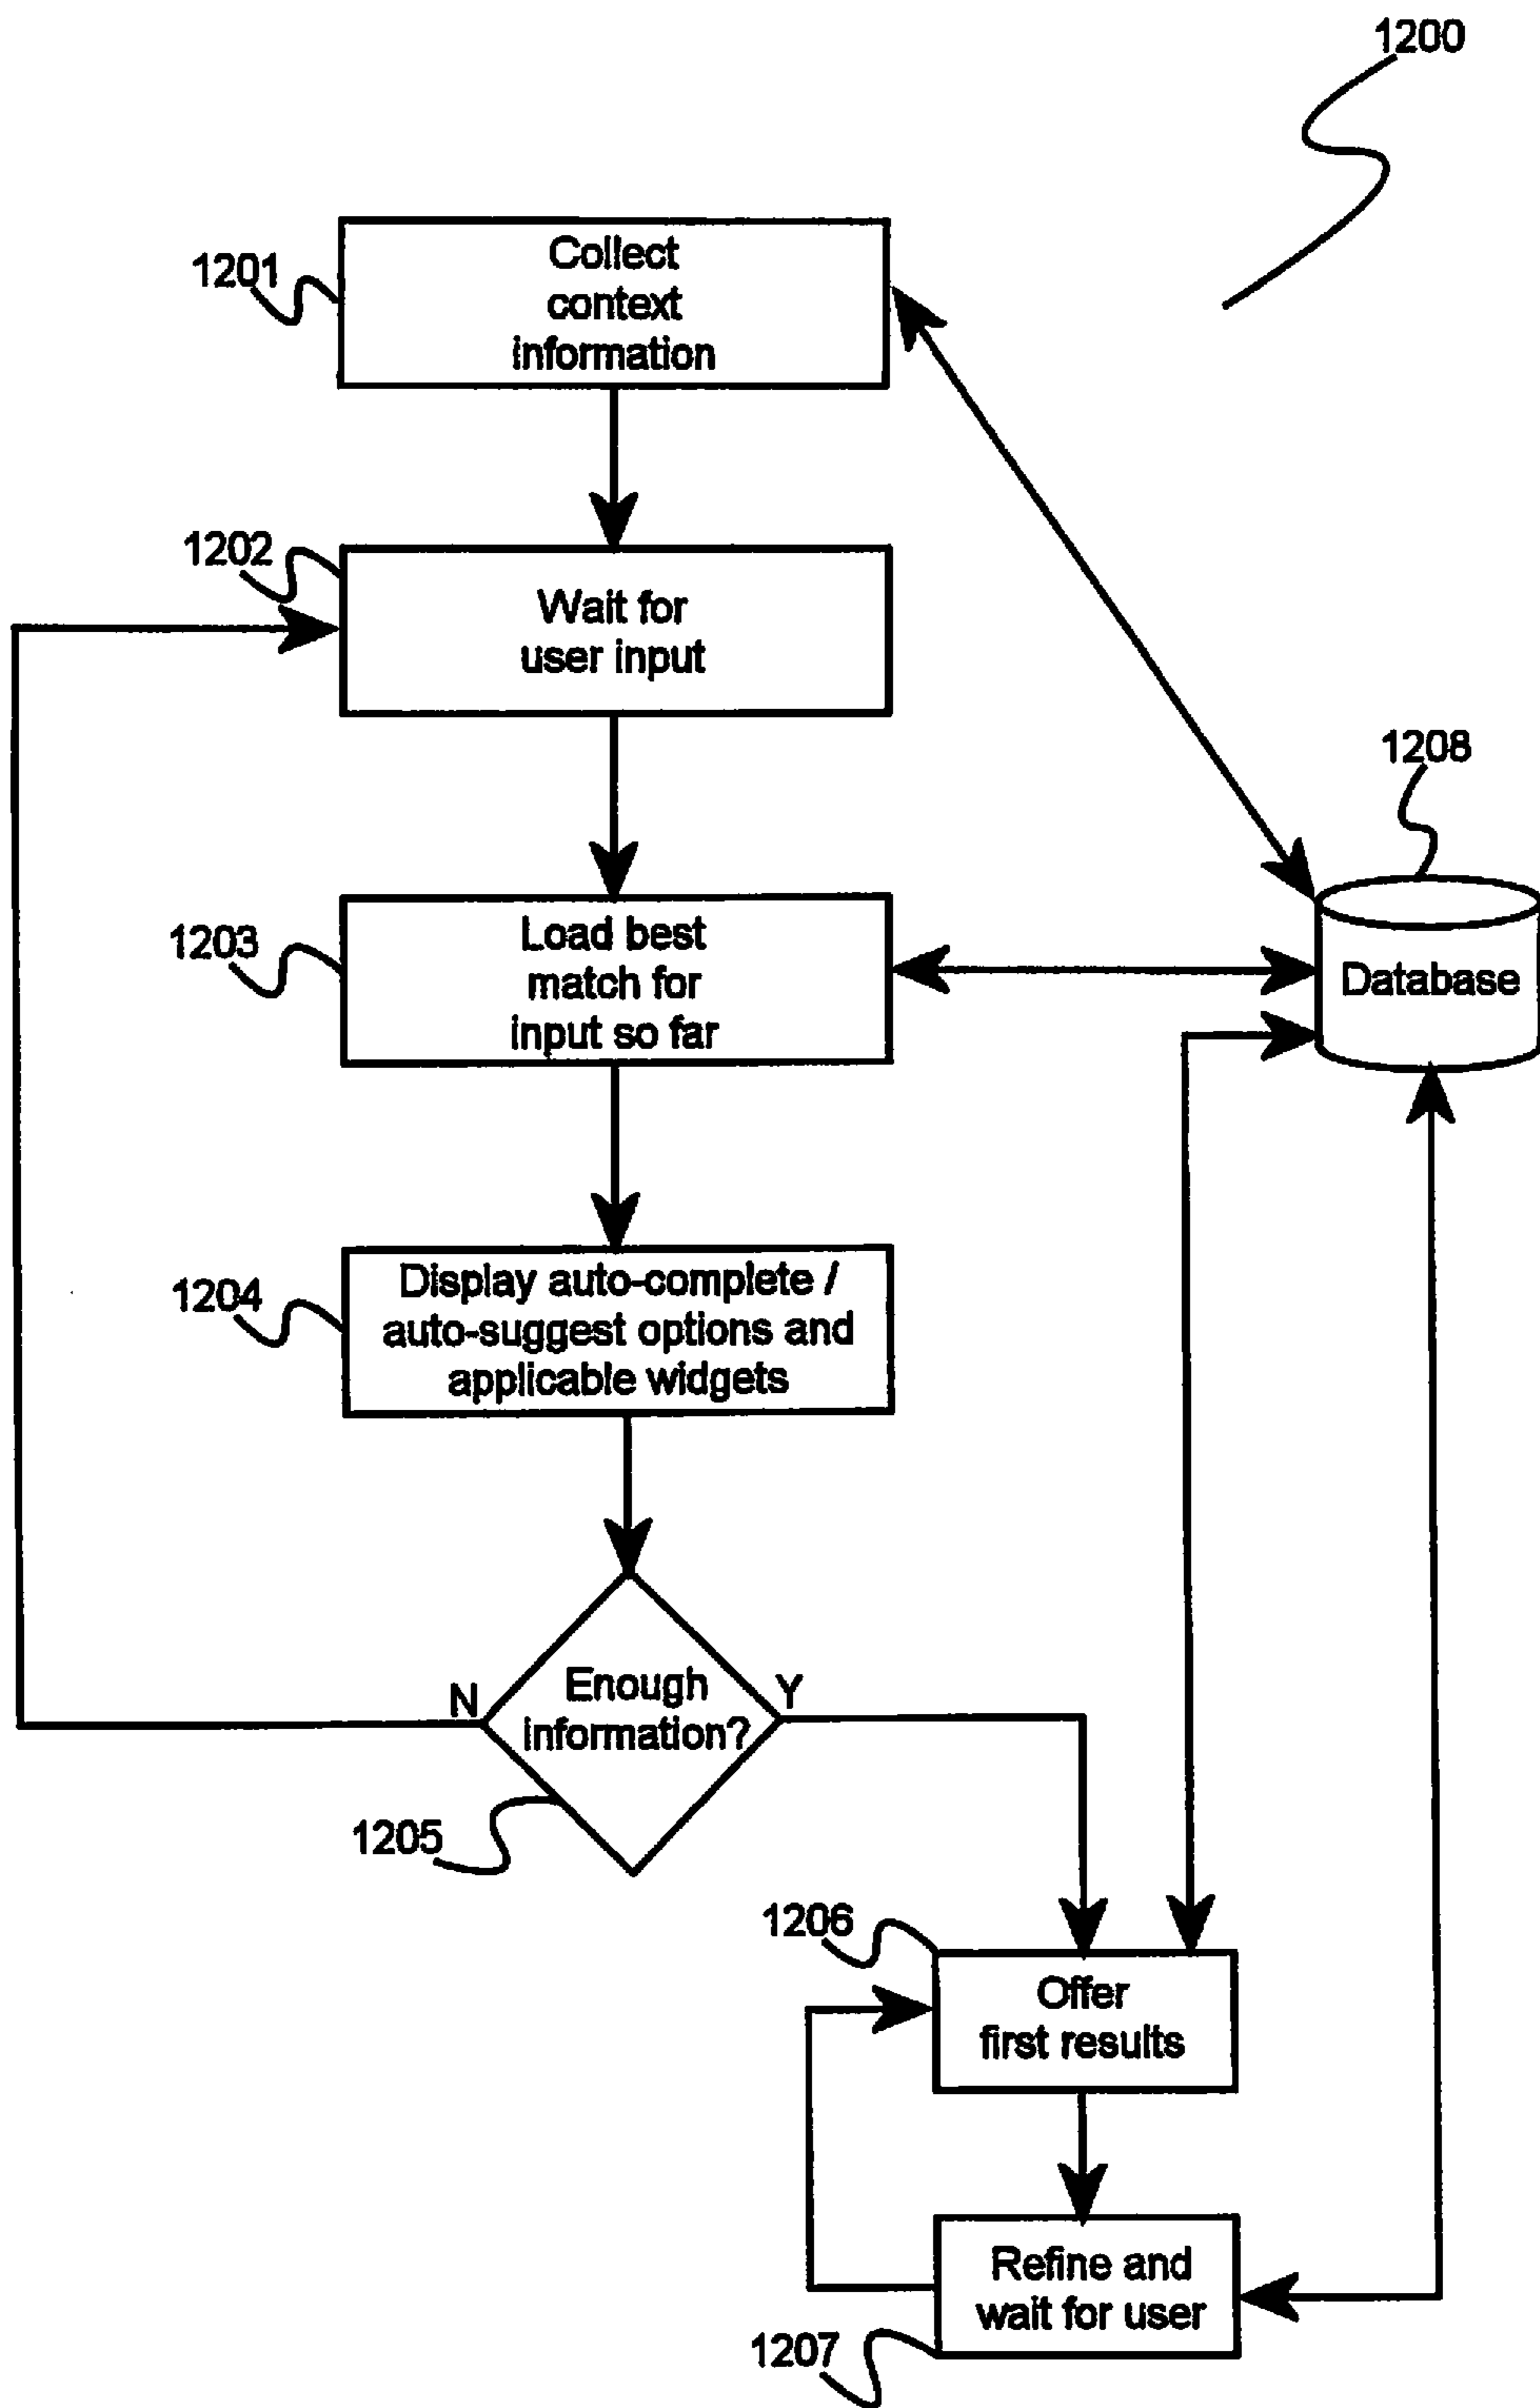 1200
1201
Collect
context
information
1202
Wait for
user input
1208
1203
Load best
match for
input so far
Database
1204
Display auto-complete /
auto-suggest options and
applicable widgets
N
Enough
information?
Y
1205
1206
Offer
first results
Refine and
wait for user
1207